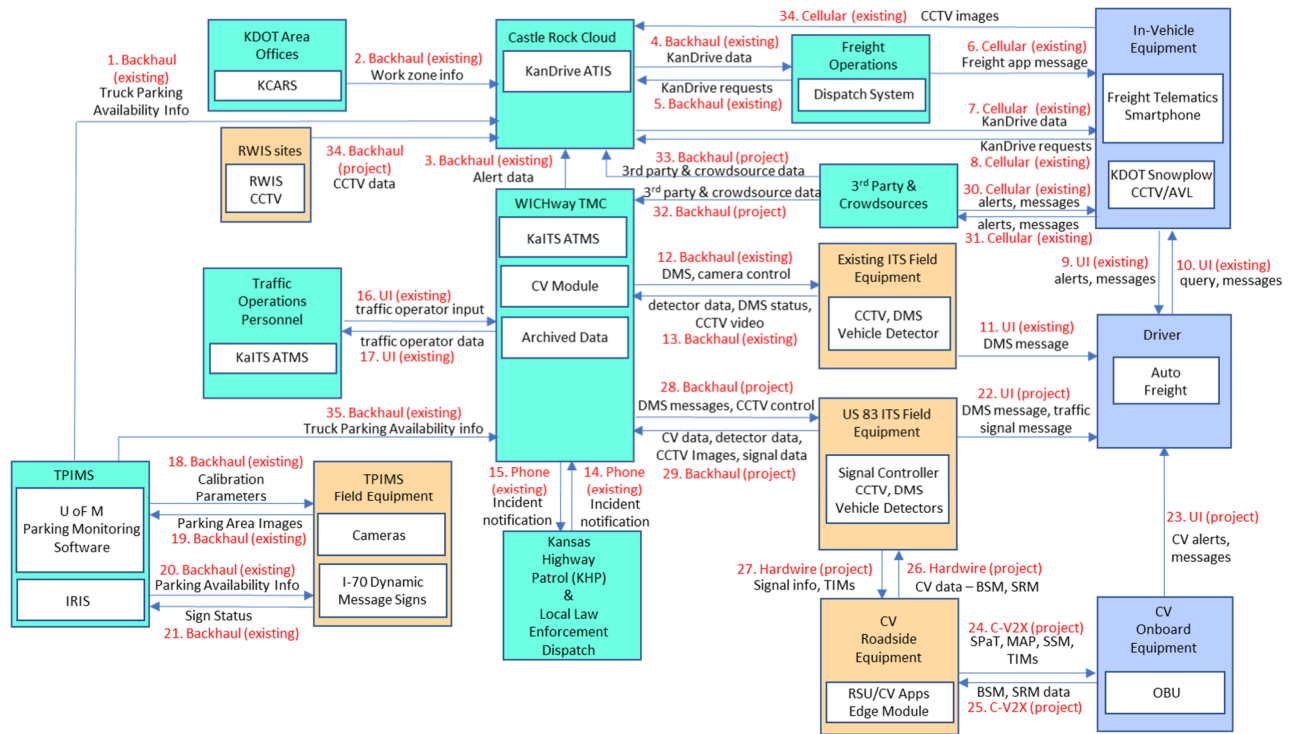 34. Cellular (existing) CCTV images
KDOT Area
Offices
KCARS
1. Backhaul
(existing)
Truck Parking
Availability Info
2. Backhaul (existing)
Work zone info
Castle Rock Cloud
KanDrive ATIS
4. Backhaul (existing)
KanDrive data
KanDrive requests
5. Backhaul (existing)
Freight
Operations
Dispatch System
6. Cellular (existing)
Freight app message
7. Cellular (existing)
KanDrive data
KanDrive requests
8. Cellular (existing)
In-Vehicle
Equipment
Freight Telematics
Smartphone
KDOT Snowplow
CCTV/AVL
RWIS sites
RWIS
CCTV
34. Backhaul
(project)
CCTV data
3. Backhaul (existing)
Alert data
33. Backhaul (project)
3rd party & crowdsource data
3rd party & crowdsource data
32. Backhaul (project)
3rd Party &
Crowdsources
30. Cellular (existing)
alerts, messages
alerts, messages
31. Cellular (existing)
WICHway TMC
KaITS ATMS
CV Module
Archived Data
12. Backhaul (existing)
DMS, camera control
detector data, DMS status,
CCTV video
13. Backhaul (existing)
Existing ITS Field
Equipment
CCTV, DMS
Vehicle Detector
9. UI (existing)
alerts, messages
10. UI (existing)
query, messages
11. UI (existing)
DMS message
Driver
Auto
Freight
Traffic
Operations
Personnel
KaITS ATMS
16. UI (existing)
traffic operator input
traffic operator data
17. UI (existing)
28. Backhaul (project)
DMS messages, CCTV control
CV data, detector data,
CCTV Images, signal data
29. Backhaul (project)
US 83 ITS Field
Equipment
Signal Controller
CCTV, DMS
Vehicle Detectors
22. UI (project)
DMS message, traffic
signal message
35. Backhaul (existing)
Truck Parking Availability info
TPIMS
U oF M
Parking Monitoring
Software
IRIS
18. Backhaul (existing)
Calibration
Parameters
Parking Area Images
19. Backhaul (existing)
20. Backhaul (existing)
Parking Availability Info
Sign Status
21. Backhaul (existing)
TPIMS
Field Equipment
Cameras
I-70 Dynamic
Message Signs
15. Phone
(existing)
Incident
notification
14. Phone
(existing)
Incident
notification
Kansas
Highway
Patrol (KHP)
&
Local Law
Enforcement
Dispatch
23. UI (project)
CV alerts,
messages
27. Hardwire (project)
Signal info, TIMs
26. Hardwire (project)
CV data – BSM, SRM
CV
Roadside
Equipment
RSU/CV Apps
Edge Module
24. C-V2X (project)
SPaT, MAP, SSM,
TIMs
BSM, SRM data
25. C-V2X (project)
CV
Onboard
Equipment
OBU